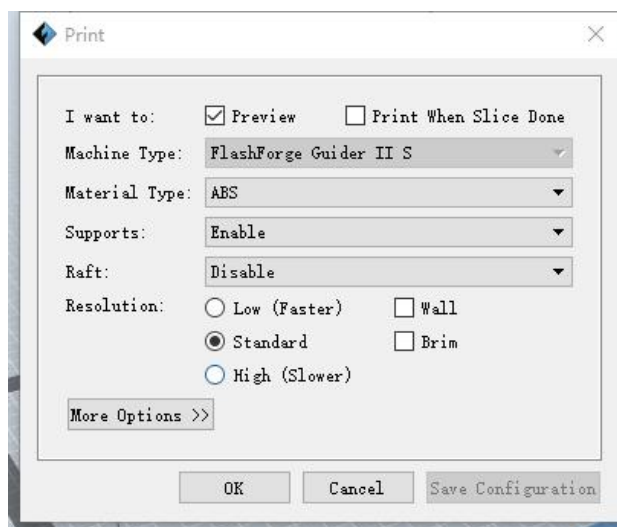 Print
I want to: Preview Print When Slice Done
Machine Type: FlashForge Guider II S
Material Type: ABS
Supports: Enable
Raft: Disable
Resolution: Low (Faster) Wall
Standard Brim
High (Slower)
More Options >>
OK Cancel Save Configuration